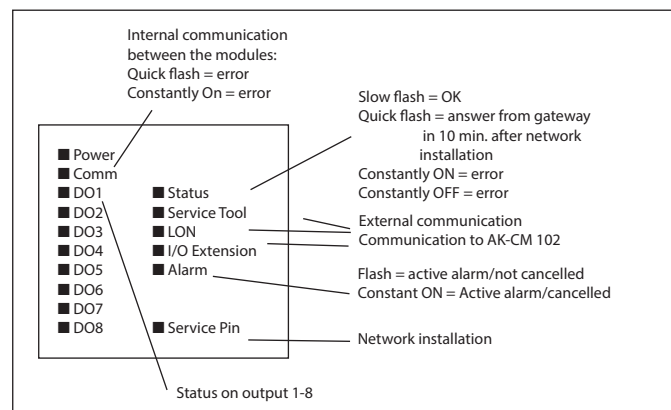 Internal communication
between the modules:
Quick flash = error
Constantly On = error
Slow flash = OK
Quick flash = answer from gateway
in 10 min. after network
installation
Constantly ON = error
Constantly OFF = error
External communication
Communication to AK-CM 102
Flash = active alarm/not cancelled
Constant ON = Active alarm/cancelled
Network installation
■ Power
■ Comm
■ DO1
■ DO2
■ DO3
■ DO4
■ DO5
■ DO6
■ DO7
■ DO8
■ Status
■ Service Tool
■ LON
■ I/O Extension
■ Alarm
■ Service Pin
Status on output 1-8